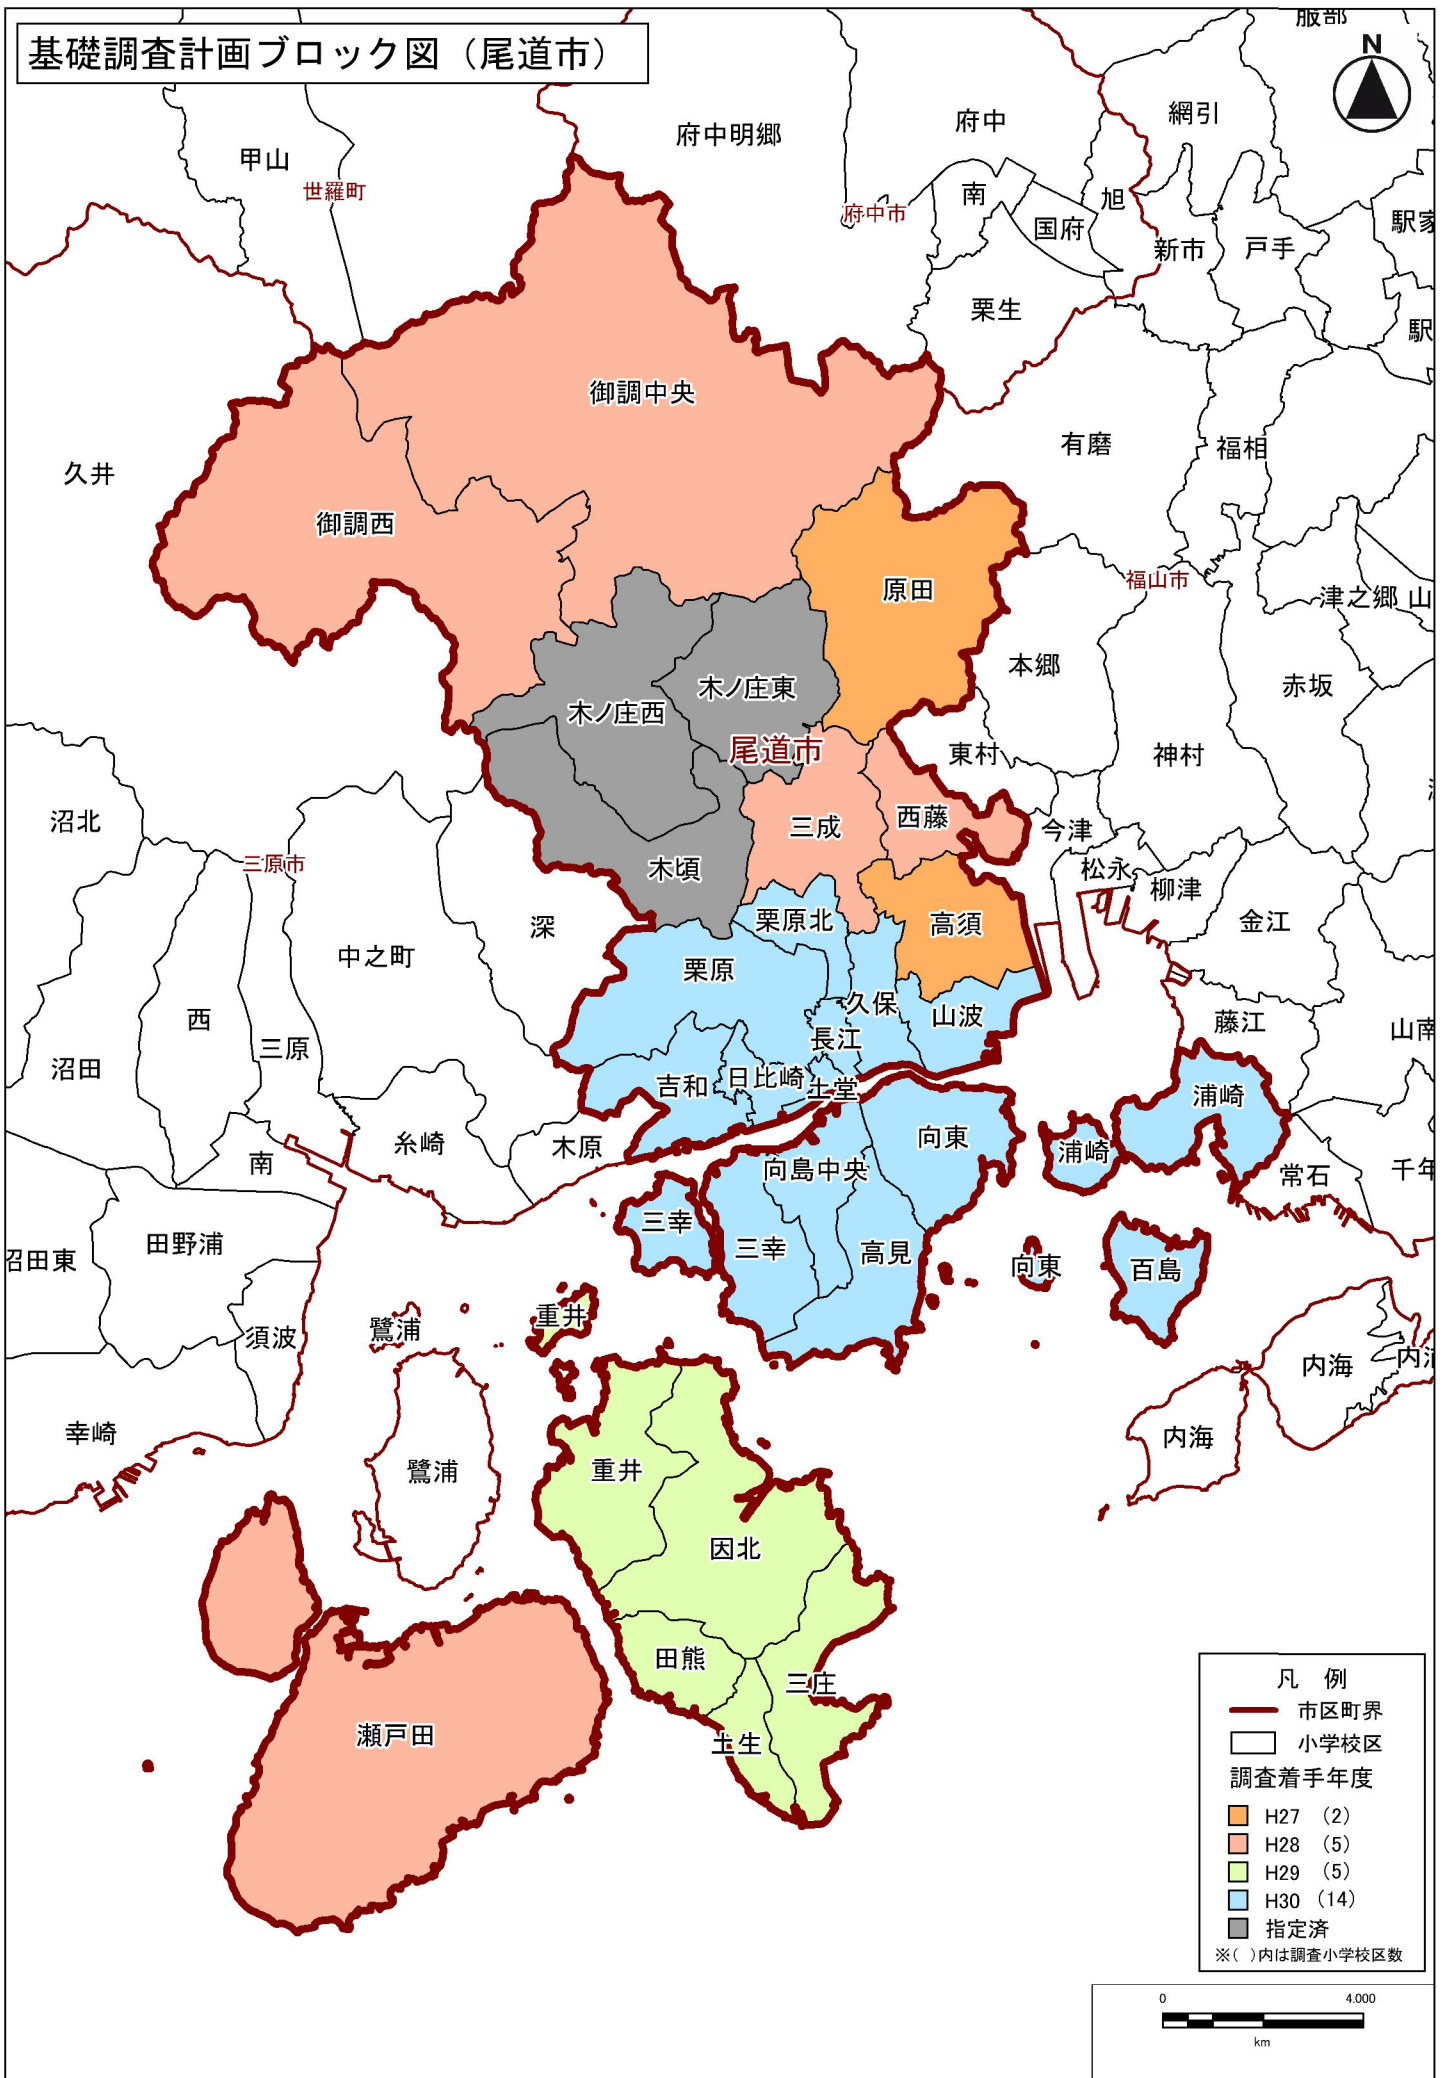 基礎調査計画ブロック図（尾道市）
服部
N
府中明郷
府中
網引
甲山
世羅町
府中市
南
旭
国府
駅家
新市
戸手
栗生
駅
御調中央
有磨
福相
久井
御調西
原田
福山市
津之郷
山
本郷
赤坂
木ノ庄東
木ノ庄西
尾道市
東村
神村
沼北
三成
西藤
今津
三原市
木頃
松永
柳津
栗原北
高須
金江
深
中之町
栗原
久保
西
山波
藤江
山南
三原
長江
沼田
吉和
日比崎
土堂
浦崎
糸崎
木原
向東
浦崎
南
向島中央
常石
千年
三幸
田野浦
三幸
高見
沼田東
向東
百島
重井
鷺浦
須波
内海
内海
幸崎
内海
重井
鷺浦
因北
田熊
三庄
瀬戸田
土生
凡 例
市区町界
小学校区
調査着手年度
H27 （2）
H28 （5）
H29 （5）
H30 （14）
指定済
※( )内は調査小学校区数
0 4,000
km